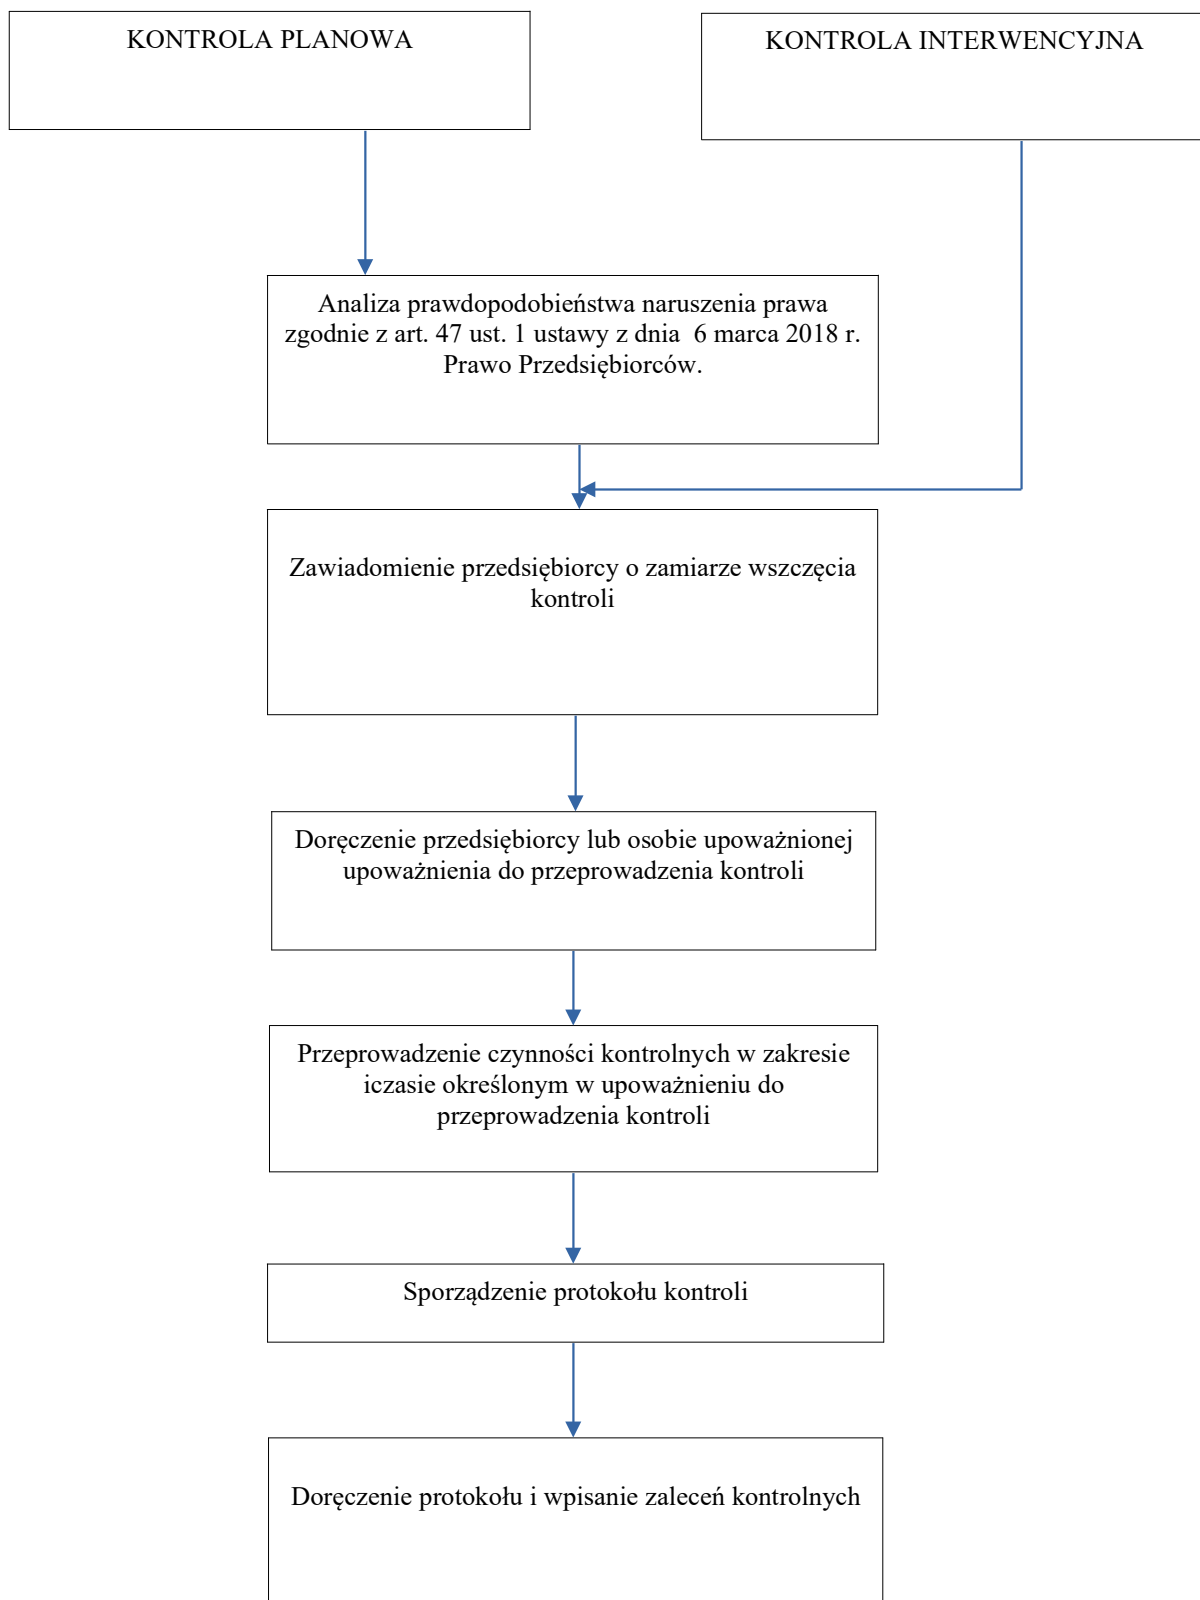 KONTROLA PLANOWA
KONTROLA INTERWENCYJNA
Analiza prawdopodobieństwa naruszenia prawa
zgodnie z art. 47 ust. 1 ustawy z dnia  6 marca 2018 r.
Prawo Przedsiębiorców.
Zawiadomienie przedsiębiorcy o zamiarze wszczęcia
kontroli
Doręczenie przedsiębiorcy lub osobie upoważnionej
upoważnienia do przeprowadzenia kontroli
Przeprowadzenie czynności kontrolnych w zakresie
iczasie określonym w upoważnieniu do
przeprowadzenia kontroli
Sporządzenie protokołu kontroli
Doręczenie protokołu i wpisanie zaleceń kontrolnych